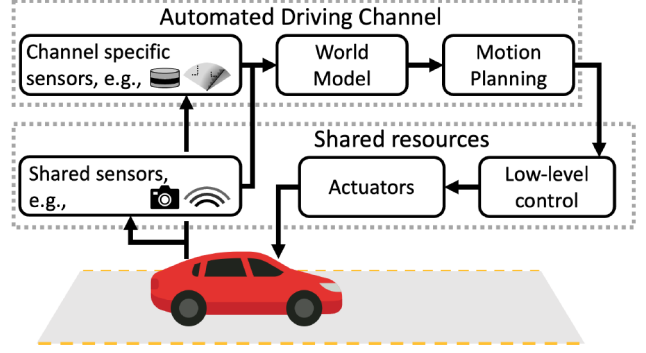 Automated Driving Channel
Channel specific
sensors, e.g.,
World
Model
Motion
Planning
Shared resources
Shared sensors,
e.g.,
Actuators
Low-level
control